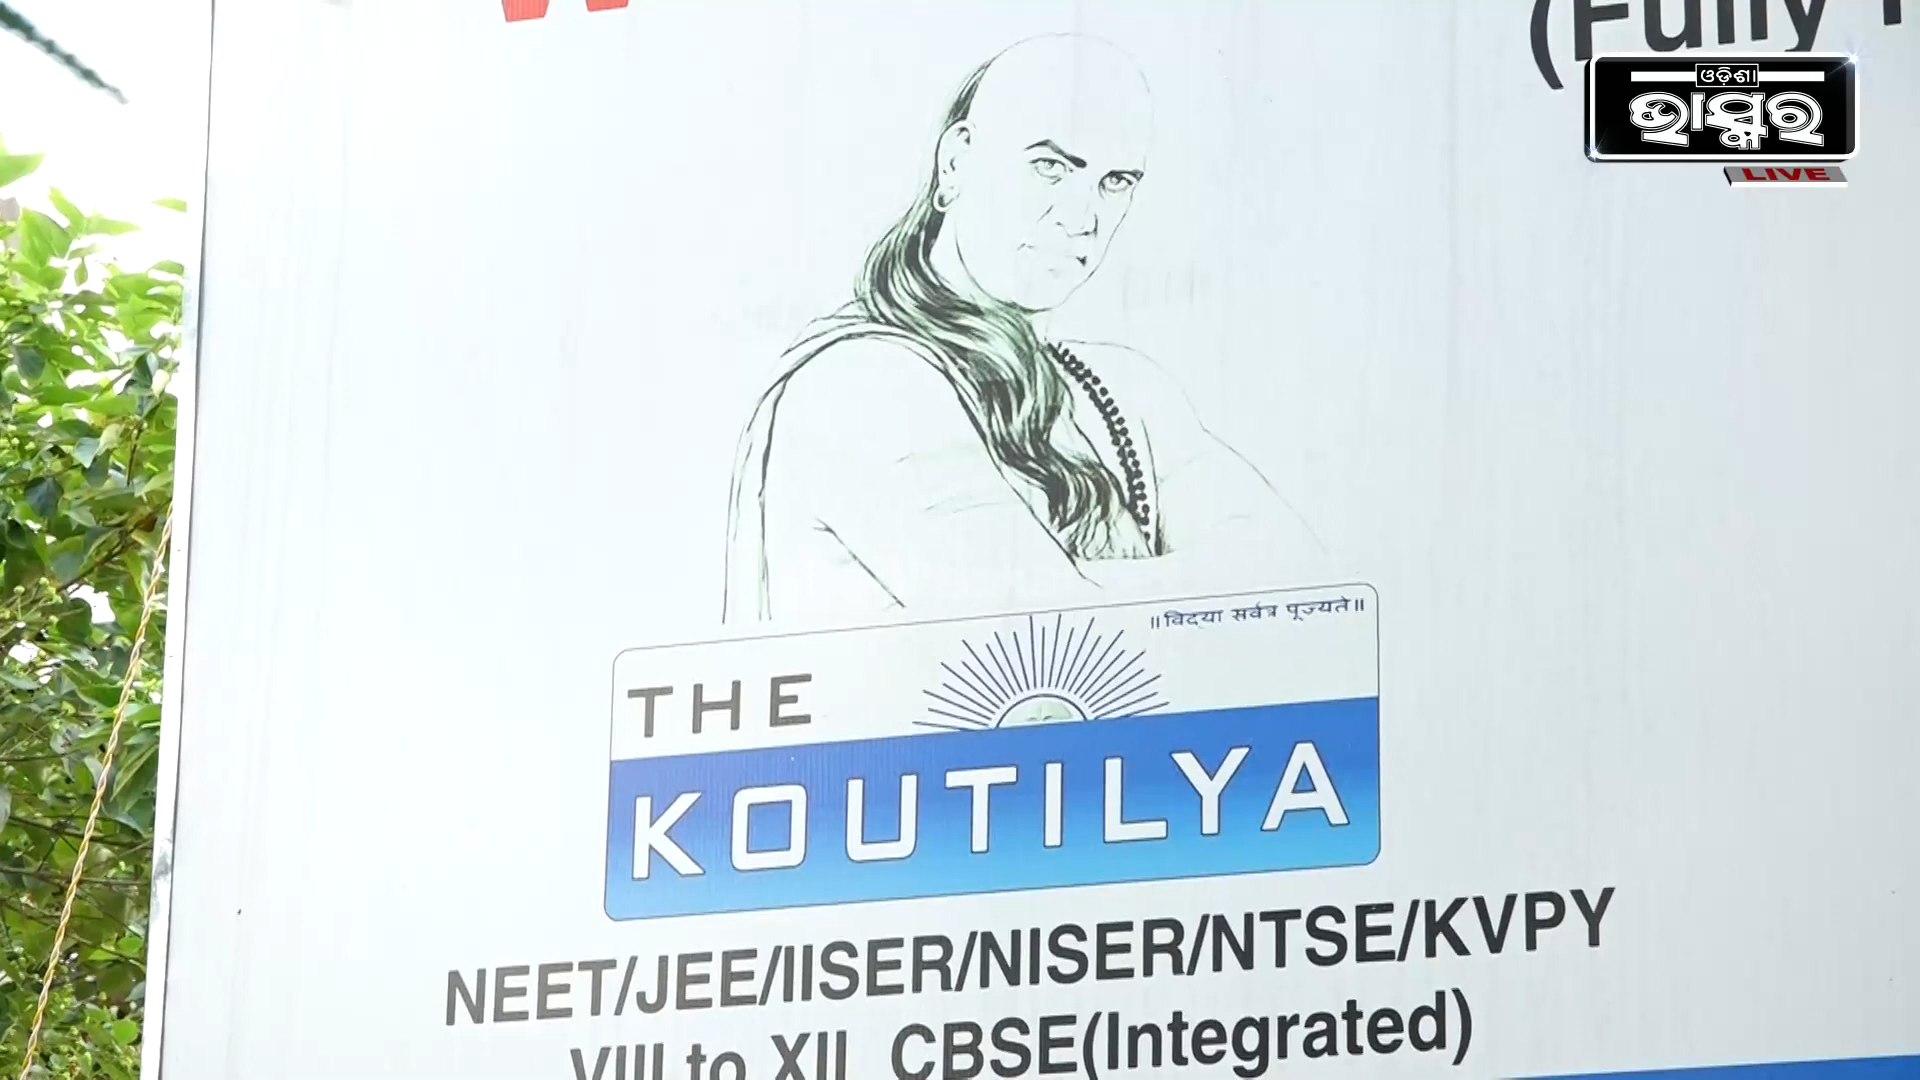 (Fully
ଓଡ଼ିଶା
ଭାସ୍କର
LIVE
॥विद्या सर्वत्र पूज्यते॥
THE
KOUTILYA
NEET/JEE/IISER/NISER/NTSE/KVPY
VIII to XII CBSE(Integrated)